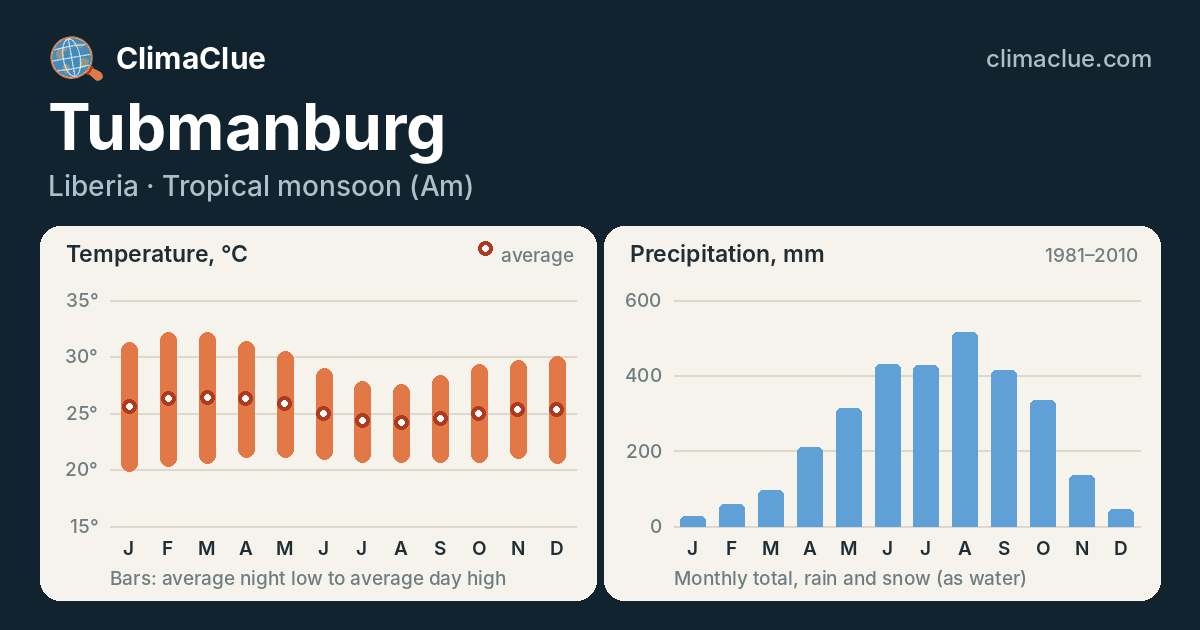 ClimaClue
climaclue.com
Tubmanburg
Liberia · Tropical monsoon (Am)
Temperature, °C
average
35°
30°
25°
20°
15°
J F M A M J J A S O N D
Bars: average night low to average day high
Precipitation, mm
1981–2010
600
400
200
0
J F M A M J J A S O N D
Monthly total, rain and snow (as water)